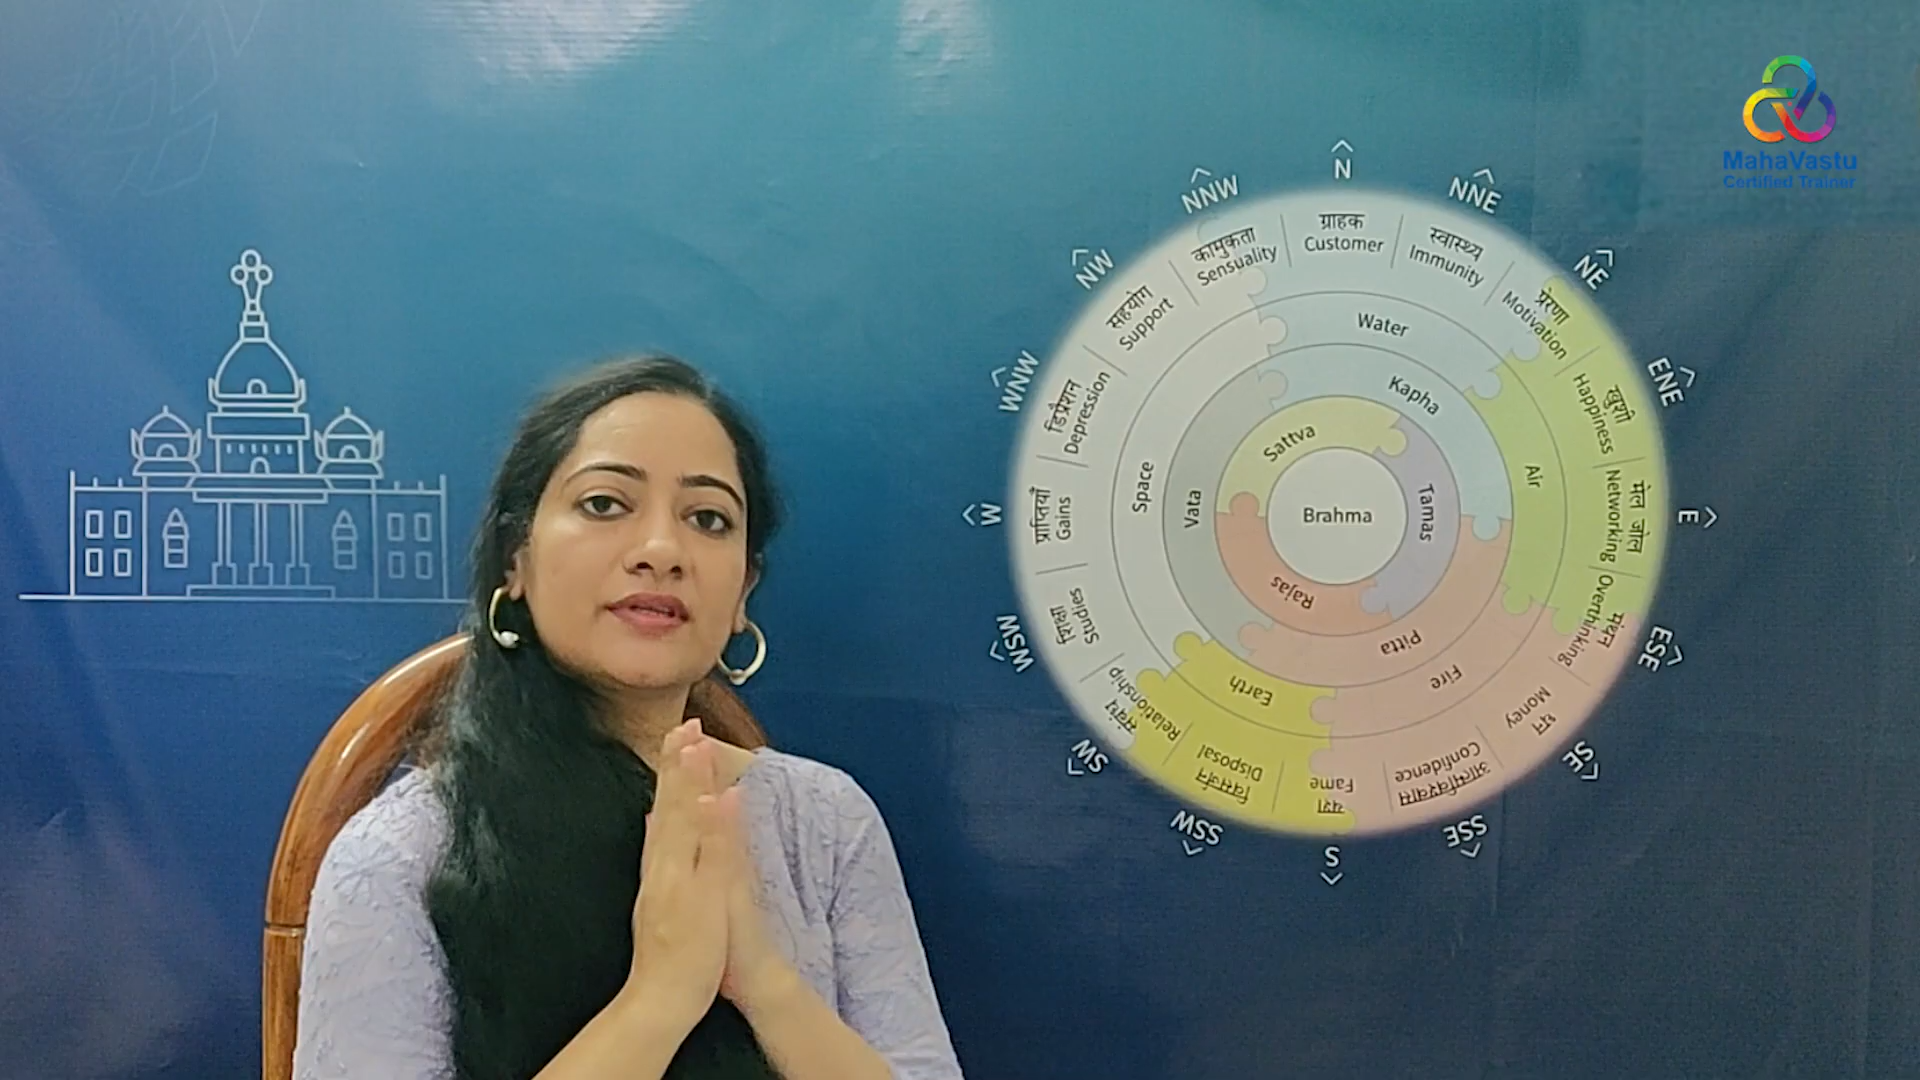 MahaVastu
Certified Trainer
N
NNE
NE
ENE
E
ESE
SE
SSE
S
SSW
SW
WSW
W
WNW
NW
NNW
ग्राहक
Customer
स्वास्थ्य
Immunity
प्रेरणा
Motivation
खुशी
Happiness
मेल जोल
Networking
मंथन
Overthinking
धन
Money
आत्मविश्वास
Confidence
यश
Fame
विसर्जन
Disposal
संबंध
Relationship
शिक्षा
Studies
प्राप्तियाँ
Gains
डिप्रैशन
Depression
सहयोग
Support
कामुकता
Sensuality
Water
Air
Fire
Earth
Space
Kapha
Pitta
Vata
Sattva
Tamas
Rajas
Brahma